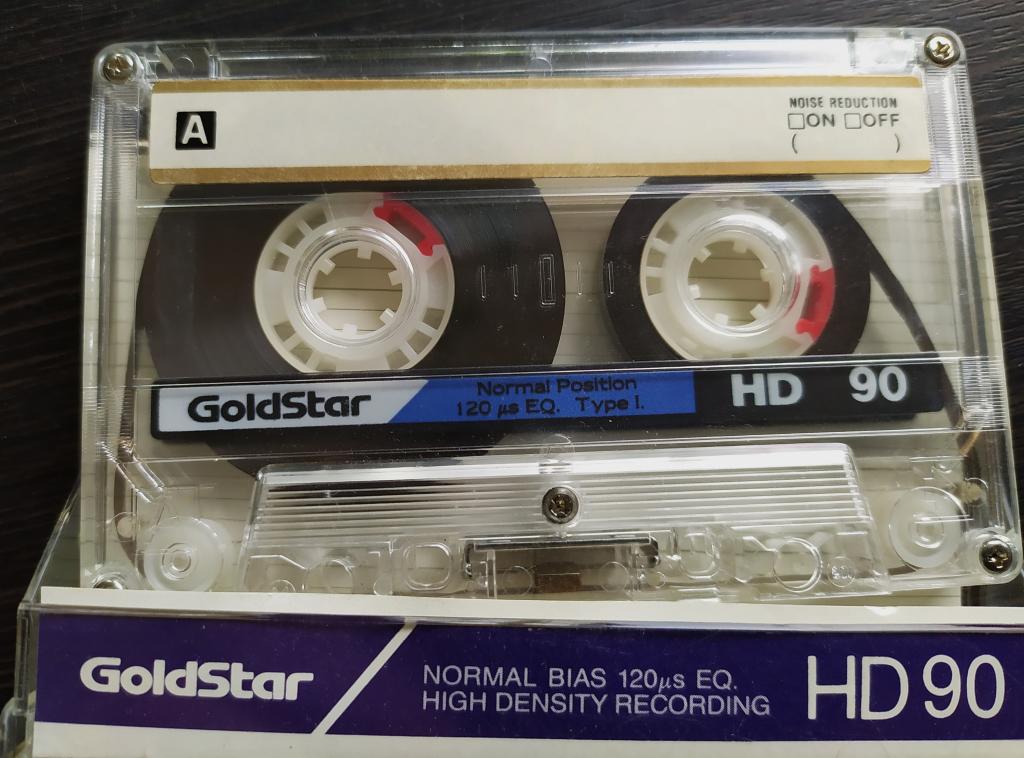 A
NOISE REDUCTION
ON OFF
( )
GoldStar
Normal Position
120 µs EQ. Type I.
HD 90
GoldStar
NORMAL BIAS 120µs EQ.
HIGH DENSITY RECORDING
HD 90